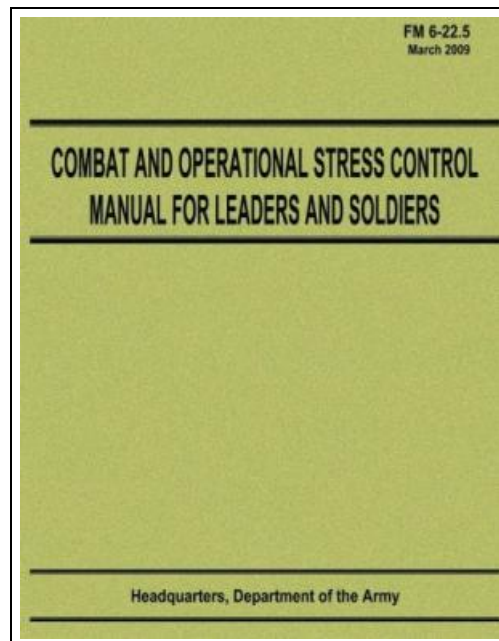 FM 6-22.5
March 2009
COMBAT AND OPERATIONAL STRESS CONTROL
MANUAL FOR LEADERS AND SOLDIERS
Headquarters, Department of the Army